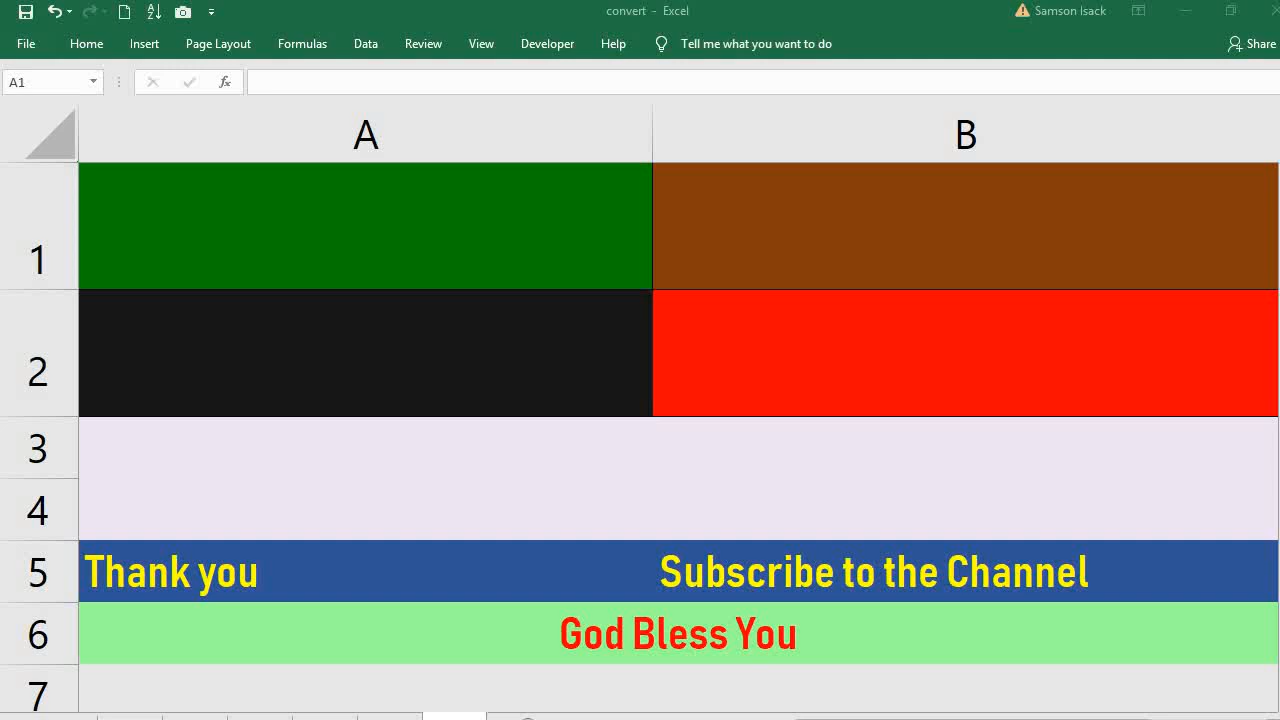 convert - Excel
Samson Isack
File Home Insert Page Layout Formulas Data Review View Developer Help Tell me what you want to do Share
A1 fx
A B
1
2
3
4
5 Thank you Subscribe to the Channel
6 God Bless You
7